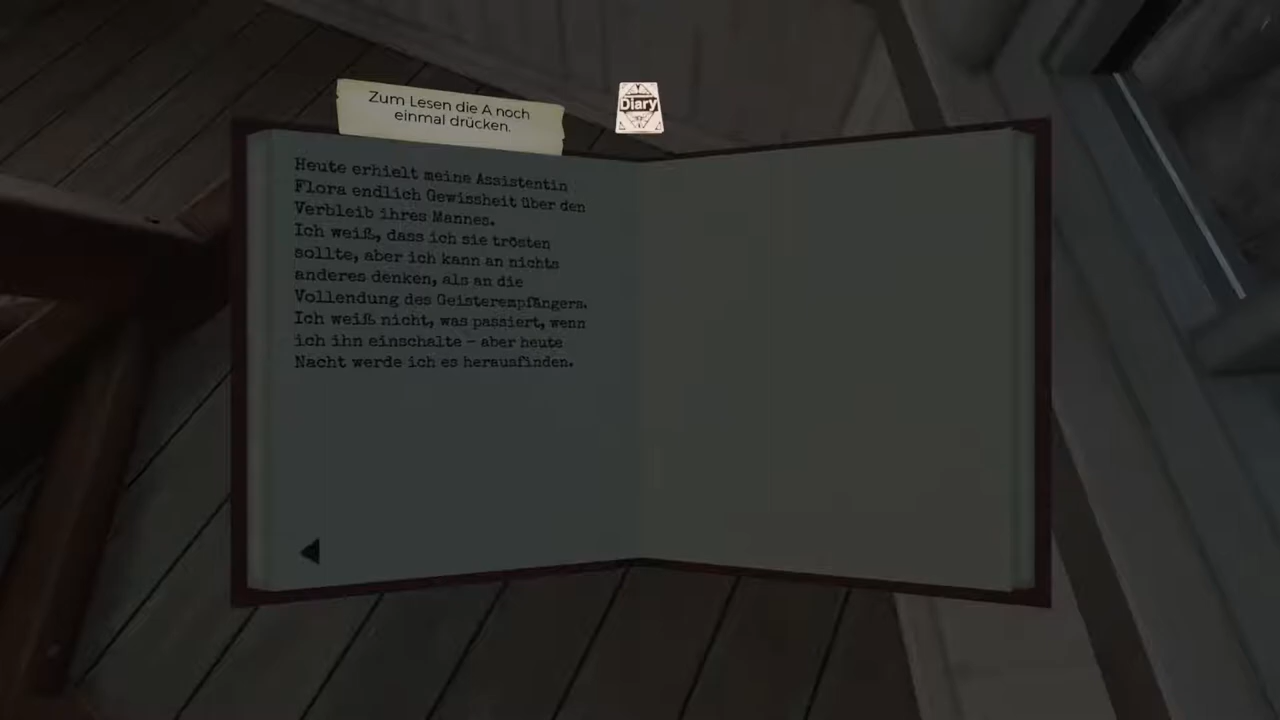 Zum Lesen die A noch
einmal drücken.
Diary
Heute erhielt meine Assistentin
Flora endlich Gewissheit über den
Verbleib ihres Mannes.
Ich weiß, dass ich sie trösten
sollte, aber ich kann an nichts
anderes denken, als an die
Vollendung des Geisterempfängers.
Ich weiß nicht, was passiert, wenn
ich ihn einschalte – aber heute
Nacht werde ich es herausfinden.